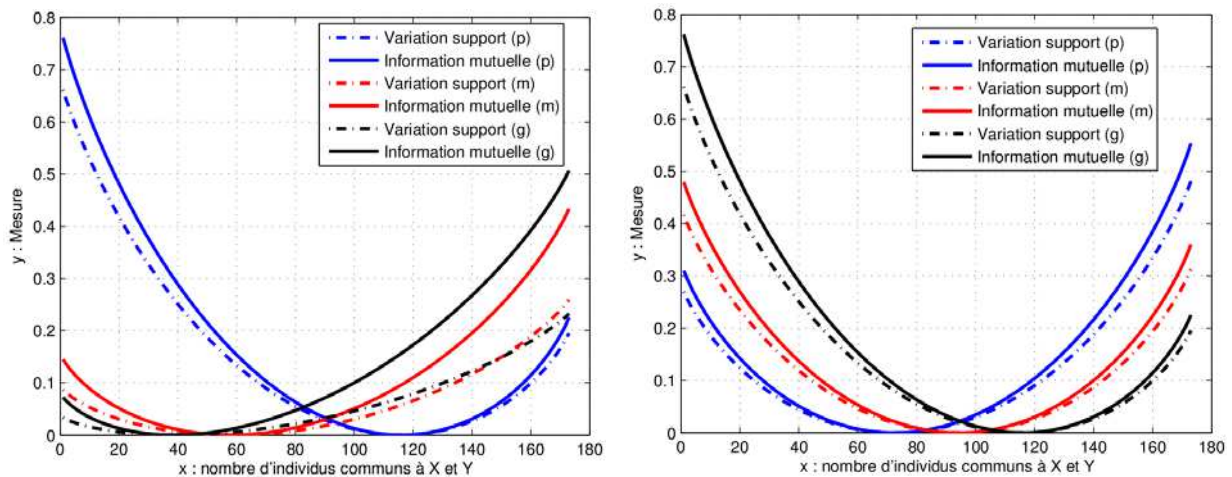 0.8
0.7
0.6
0.5
0.4
0.3
0.2
0.1
0
y : Mesure
Variation support (p)
Information mutuelle (p)
Variation support (m)
Information mutuelle (m)
Variation support (g)
Information mutuelle (g)
0 20 40 60 80 100 120 140 160 180
x : nombre d'individus communs à X et Y
0.8
0.7
0.6
0.5
0.4
0.3
0.2
0.1
0
y : Mesure
Variation support (p)
Information mutuelle (p)
Variation support (m)
Information mutuelle (m)
Variation support (g)
Information mutuelle (g)
0 20 40 60 80 100 120 140 160 180
x : nombre d'individus communs à X et Y